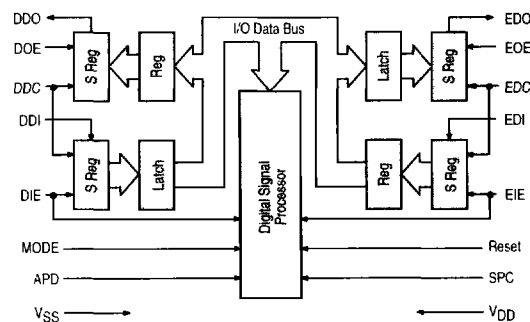 DDO
DOE
DDC
DDI
DIE
MODE
APD
VSS
S Reg
Reg
S Reg
Latch
I/O Data Bus
Digital Signal
Processor
Latch
S Reg
Reg
S Reg
EDO
EOE
EDC
EDI
EIE
Reset
SPC
VDD